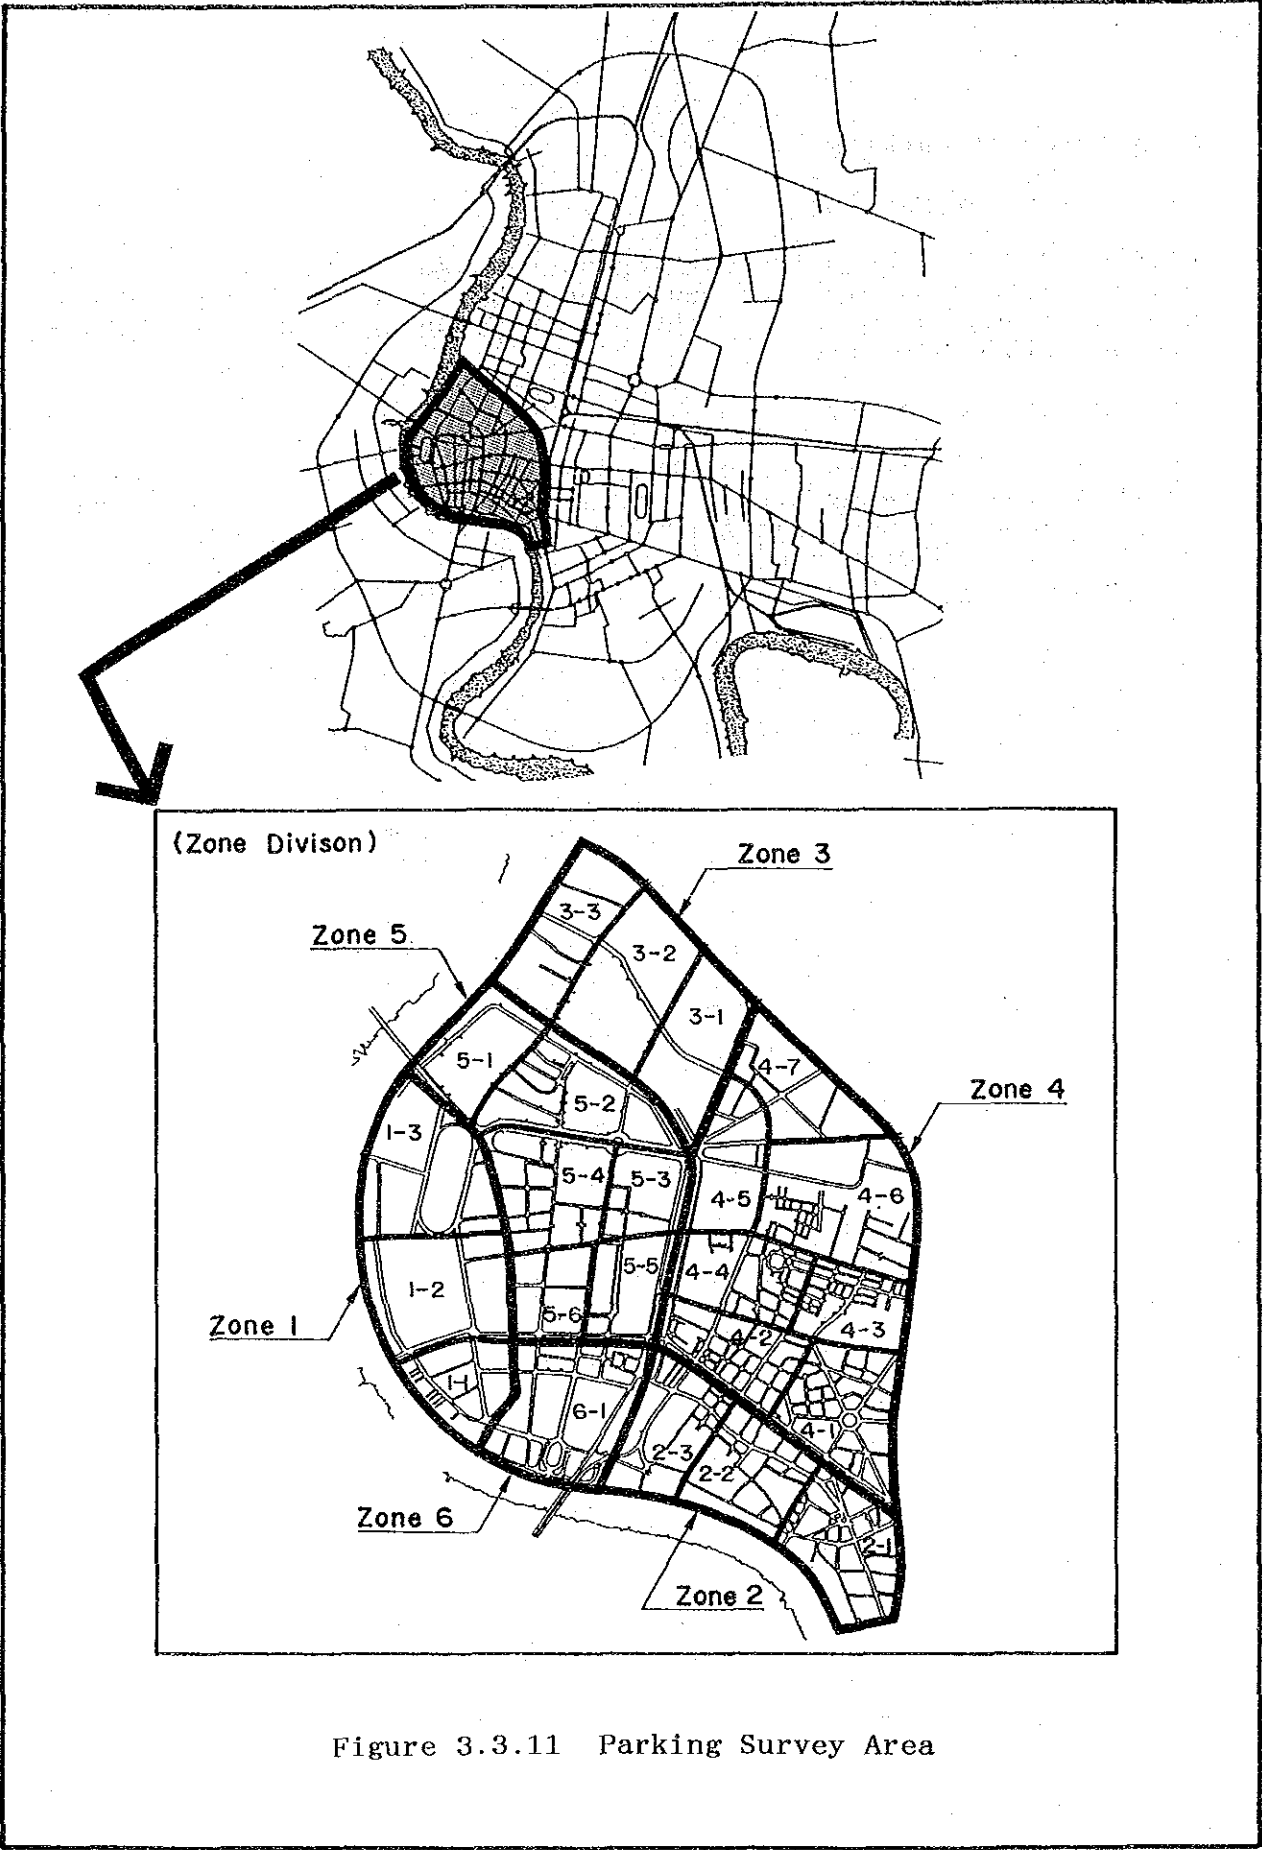 (Zone Divison)
Zone 3
3-3
Zone 5
3-2
3-1
5-1
4-7
Zone 4
5-2
1-3
5-4
5-3
4-5
4-6
5-5
4-4
1-2
5-6
Zone 1
4-2
4-3
1-1
6-1
4-1
2-3
2-2
Zone 6
2-1
Zone 2
Figure 3.3.11 Parking Survey Area